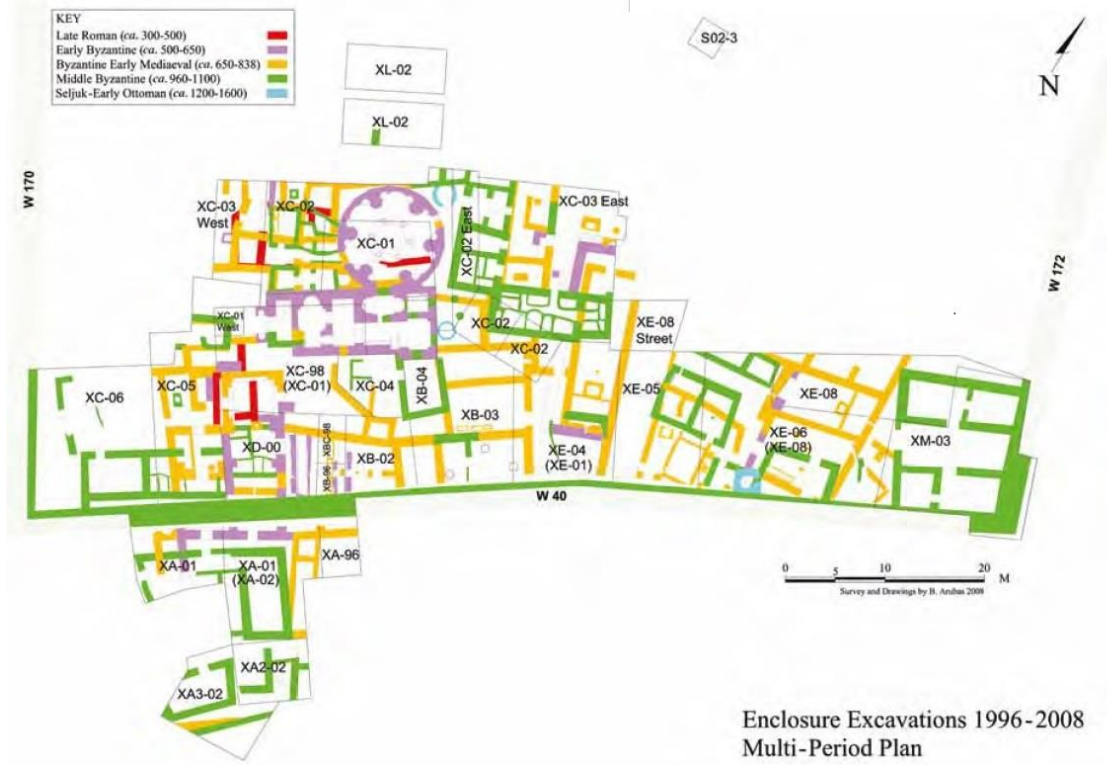 KEY
Late Roman (ca. 300-500)
Early Byzantine (ca. 500-650)
Byzantine Early Mediaeval (ca. 650-838)
Middle Byzantine (ca. 960-1100)
Seljuk-Early Ottoman (ca. 1200-1600)
S02-3
N
XL-02
XL-02
W 170
W 172
XC-03
West
XC-02
XC-01
XC-02 East
XC-03 East
XC-01
West
XC-02
XC-02
XE-08
Street
XC-06
XC-05
XC-98
(XC-01)
XC-04
XB-04
XB-03
XE-05
XE-08
XE-06
(XE-08)
XM-03
XD-00
XB-96
XBC-98
XB-02
XE-04
(XE-01)
W 40
XA-01
XA-01
(XA-02)
XA-96
XA2-02
XA3-02
0 5 10 20 M
Survey and Drawings by B. Arubas 2008
Enclosure Excavations 1996-2008
Multi-Period Plan